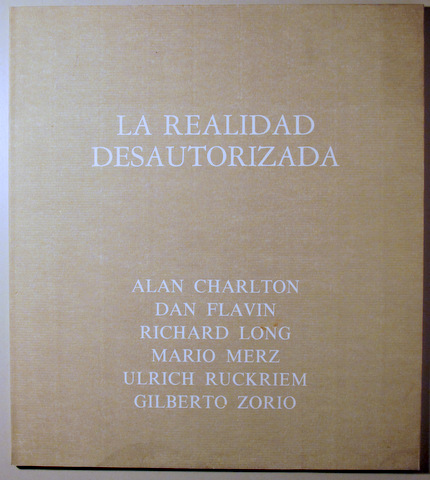 LA REALIDAD
DESAUTORIZADA
ALAN CHARLTON
DAN FLAVIN
RICHARD LONG
MARIO MERZ
ULRICH RUCKRIEM
GILBERTO ZORIO